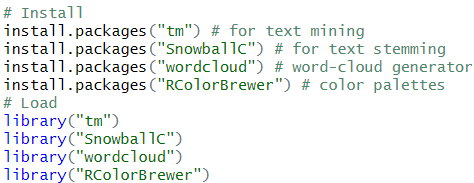 # Install
install.packages("tm") # for text mining
install.packages("SnowballC") # for text stemming
install.packages("wordcloud") # word-cloud generator
install.packages("RColorBrewer") # color palettes
# Load
library("tm")
library("SnowballC")
library("wordcloud")
library("RColorBrewer")